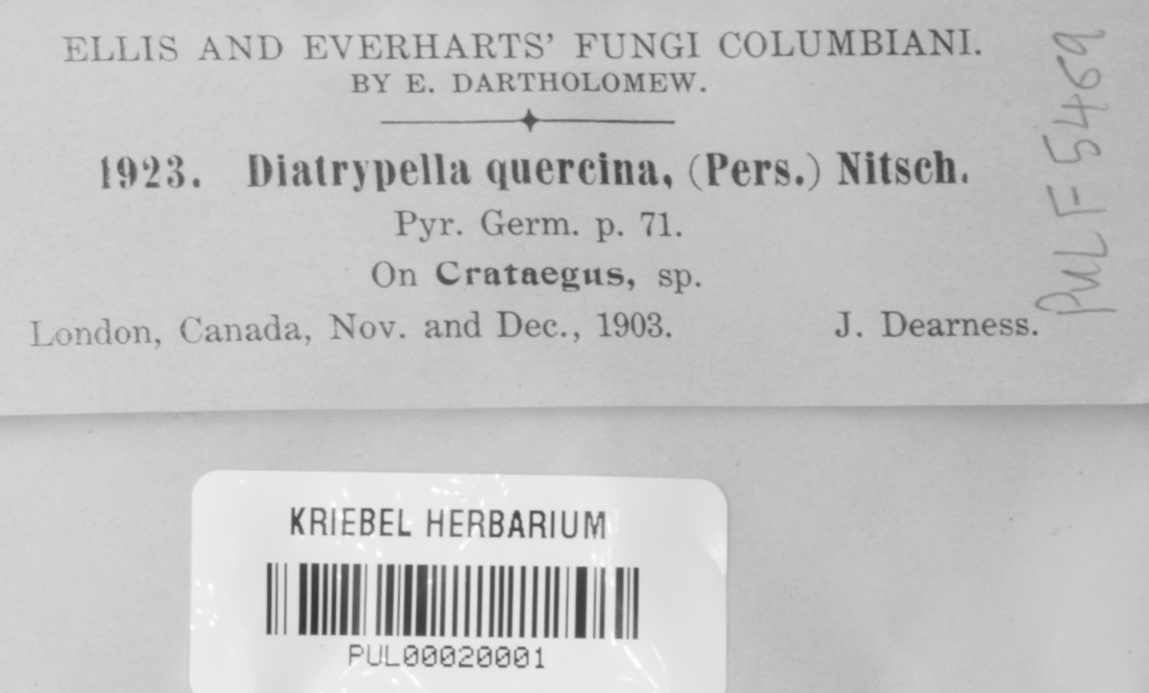 ELLIS AND EVERHARTS' FUNGI COLUMBIANI.
BY E. DARTHOLOMEW.
1923. Diatrypella quercina, (Pers.) Nitsch.
Pyr. Germ. p. 71.
On Crataegus, sp.
London, Canada, Nov. and Dec., 1903. J. Dearness.
PUL F 5469
KRIEBEL HERBARIUM
PUL00020001